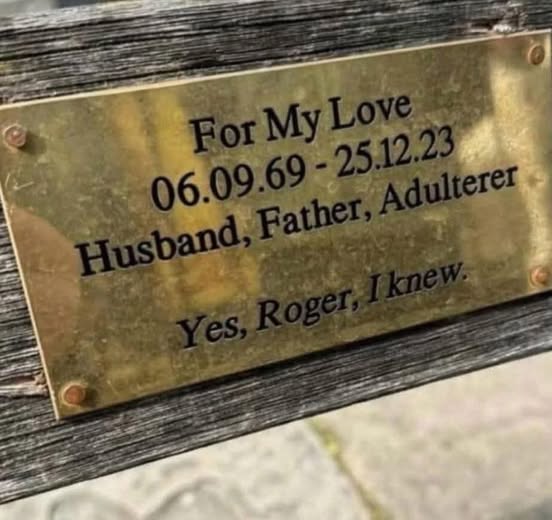 For My Love
06.09.69 - 25.12.23
Husband, Father, Adulterer
Yes, Roger, I knew.